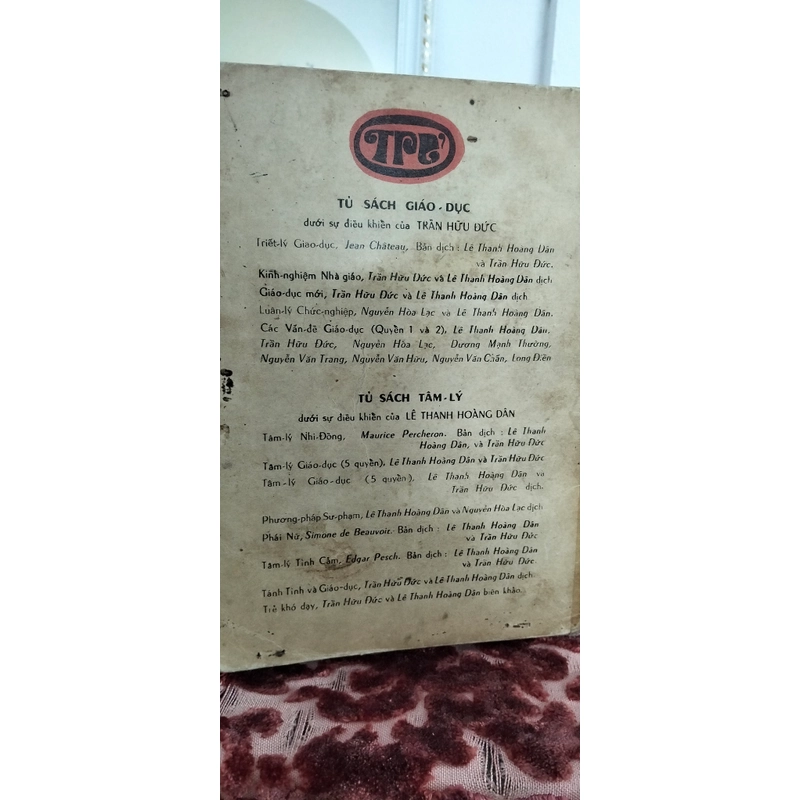 TPE
TỦ SÁCH GIÁO - DỤC
dưới sự điều khiển của TRẦN HỮU ĐỨC
Triết-lý Giao-dục, Jean Château, Bản dịch : Lê Thanh Hoàng Dân
và Trần Hữu Đức.
Kinh-nghiệm Nhà giáo, Trần Hữu Đức và Lê Thanh Hoàng Dân dịch
Giáo-dục mới, Trần Hữu Đức và Lê Thanh Hoàng Dân dịch
Luân-lý Chức-nghiệp, Nguyễn Hòa Lạc và Lê Thanh Hoàng Dân.
Các Vấn-đề Giáo-dục (Quyển 1 và 2), Lê Thanh Hoàng Dân,
Trần Hữu Đức, Nguyễn Hòa Lạc, Dương Mạnh Thường,
Nguyễn Văn Trang, Nguyễn Văn Hưu, Nguyễn Văn Chẩn, Long Điền
TỦ SÁCH TÂM-LÝ
dưới sự điều khiển của LÊ THANH HOÀNG DÂN
Tâm-lý Nhi-Đồng, Maurice Percheron. Bản dịch : Lê Thanh
Hoàng Dân, và Trần Hữu Đức
Tâm-lý Giáo-dục (5 quyển), Lê Thanh Hoàng Dân và Trần Hữu Đức
Tâm-lý Giáo-dục (5 quyển), Lê Thanh Hoàng Dân và
Trần Hữu Đức dịch.
Phương-pháp Sư-phạm, Lê Thanh Hoàng Dân và Nguyễn Hòa Lạc dịch
Phái Nữ, Simone de Beauvoir. Bản dịch : Lê Thanh Hoàng Dân
và Trần Hữu Đức
Tâm-lý Tình Cảm, Edgar Pesch. Bản dịch : Lê Thanh Hoàng Dân
và Trần Hữu Đức
Tánh Tình và Giáo-dục, Trần Hữu Đức và Lê Thanh Hoàng Dân dịch.
Trẻ khó dạy, Trần Hữu Đức và Lê Thanh Hoàng Dân biên khảo.